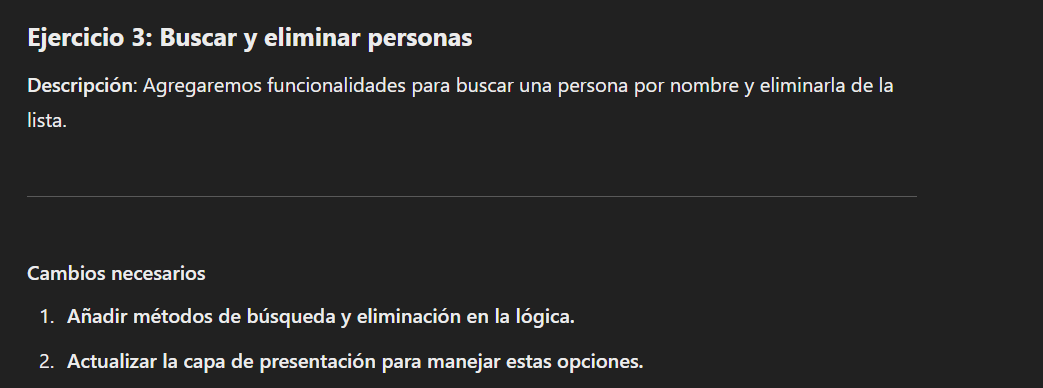 Ejercicio 3: Buscar y eliminar personas
Descripción: Agregaremos funcionalidades para buscar una persona por nombre y eliminarla de la
lista.
Cambios necesarios
1. Añadir métodos de búsqueda y eliminación en la lógica.
2. Actualizar la capa de presentación para manejar estas opciones.